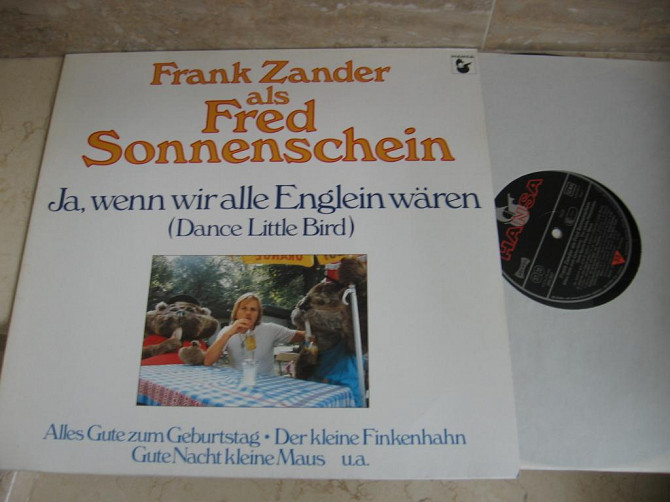 Frank Zander
als
Fred
Sonnenschein
Ja, wenn wir alle Englein wären
(Dance Little Bird)
Alles Gute zum Geburtstag • Der kleine Finkenhahn
Gute Nacht kleine Maus u.a.
HANSA